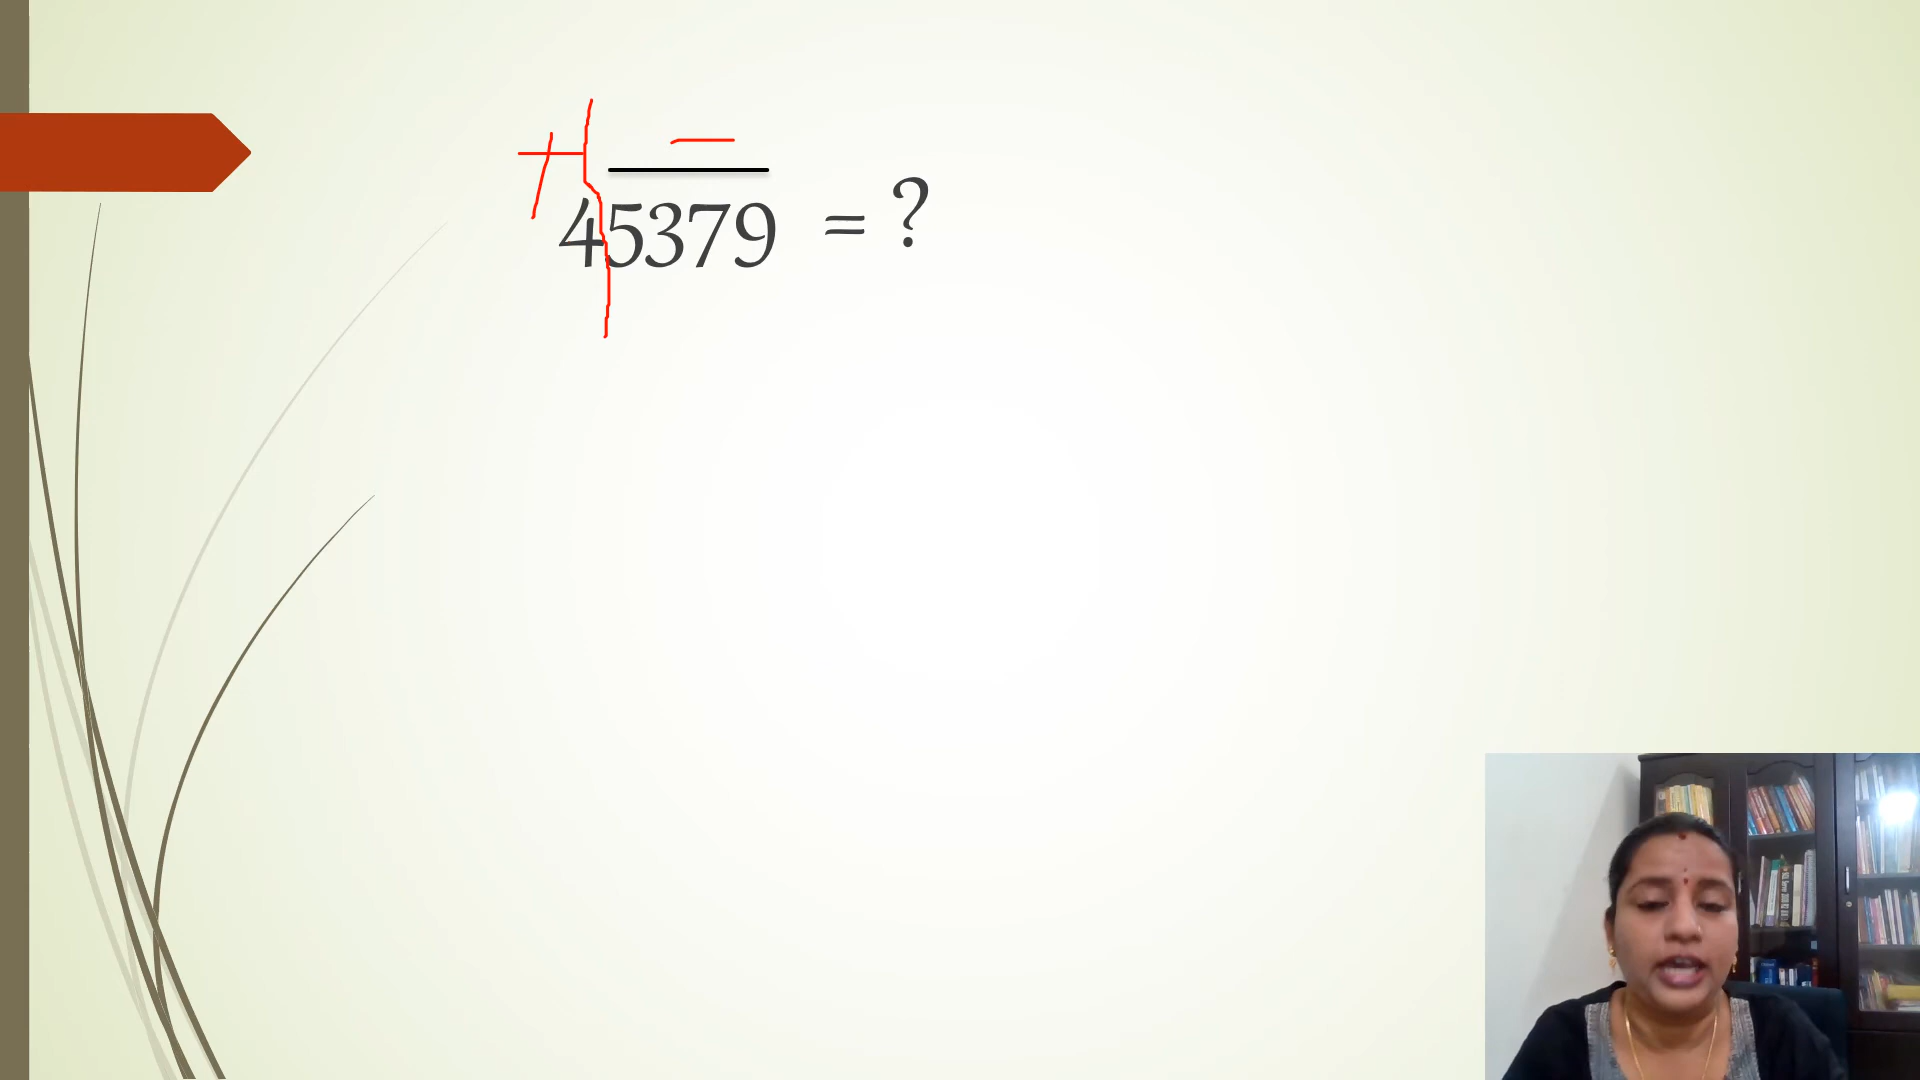 + —
45379 = ?